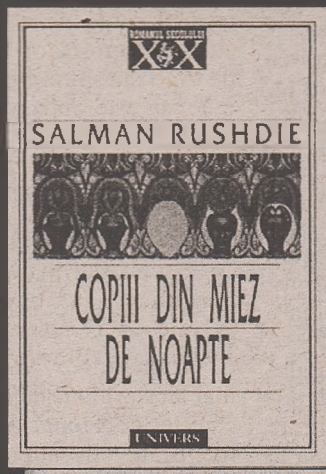 ROMANUL SECOLULUI
XX
SALMAN RUSHDIE
COPIII DIN MIEZ
DE NOAPTE
UNIVERS